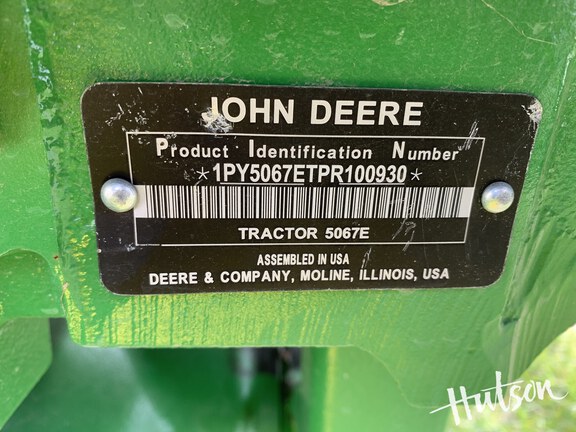 JOHN DEERE
Product Identification Number
*1PY5067ETPR100930*
TRACTOR 5067E
ASSEMBLED IN USA
DEERE & COMPANY, MOLINE, ILLINOIS, USA
Hutson